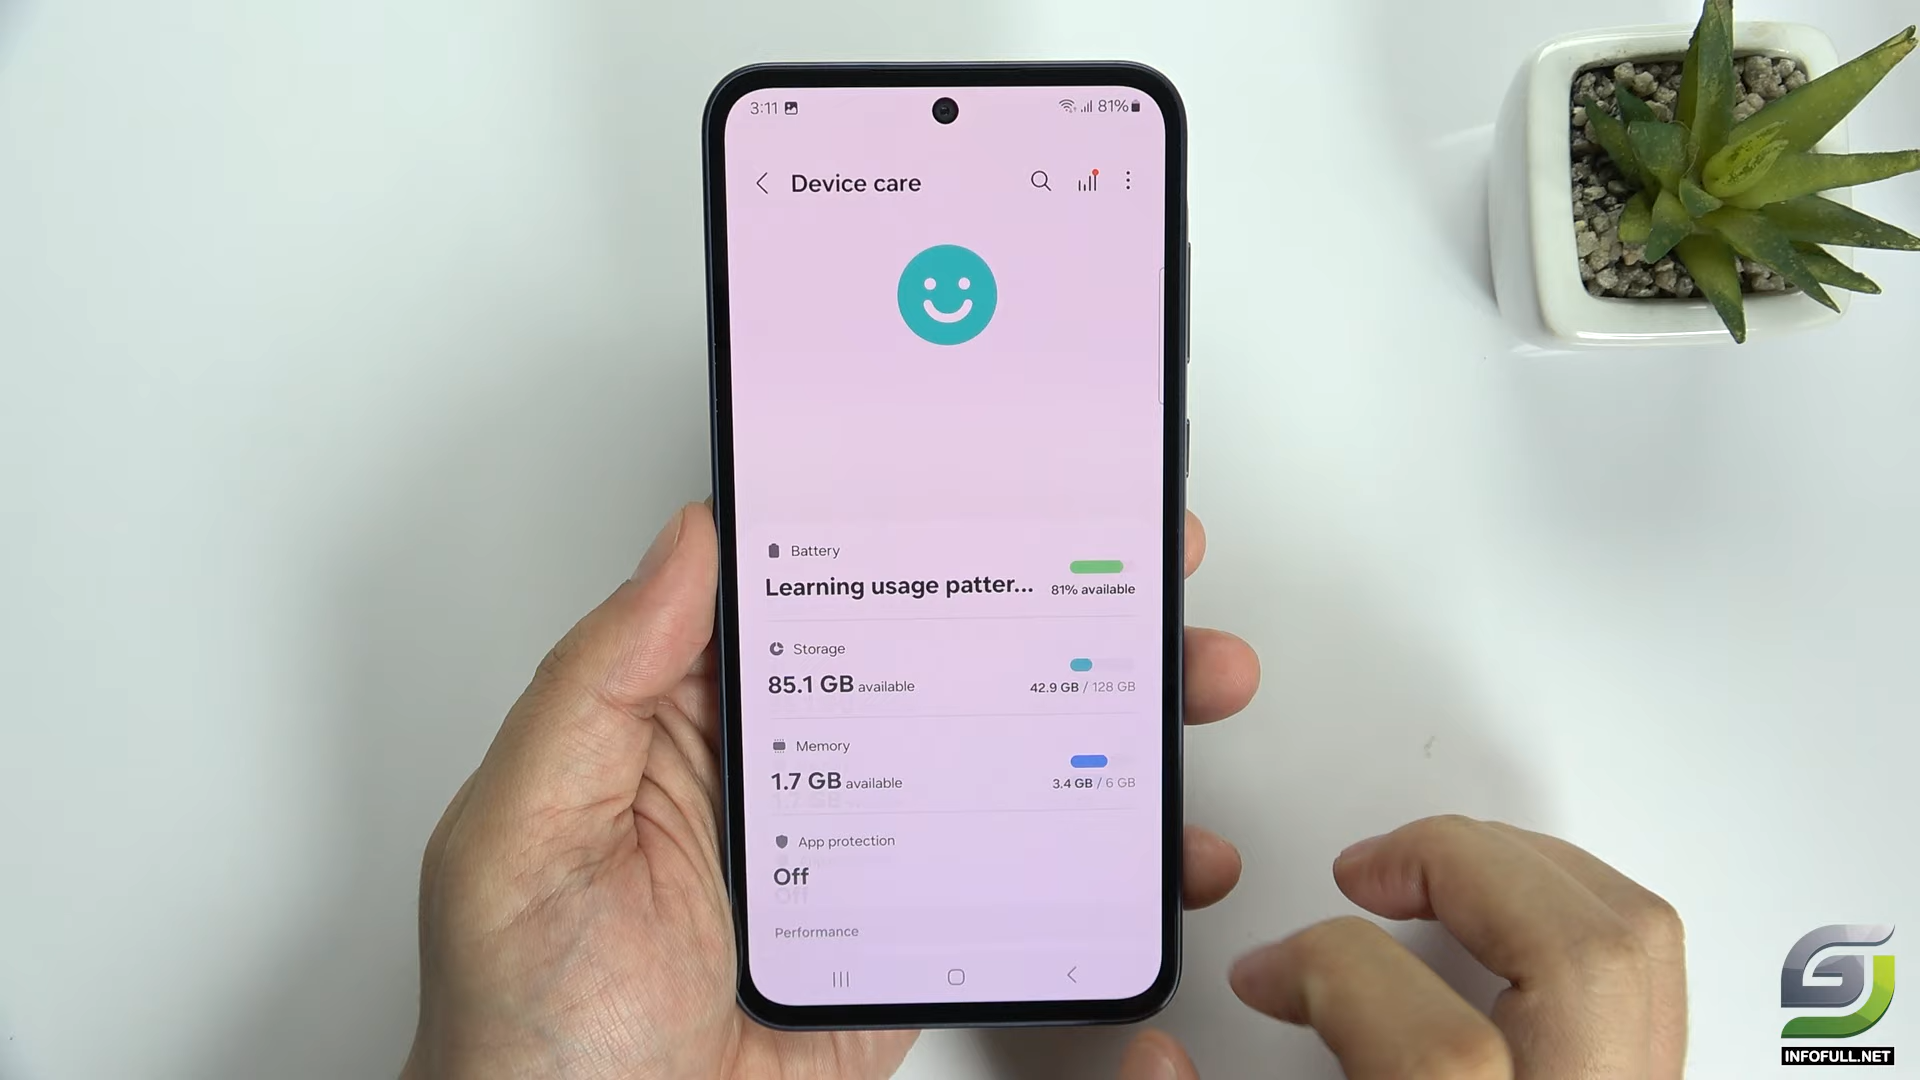 3:11 81%
Device care
Battery
Learning usage patter... 81% available
Storage
85.1 GB available 42.9 GB / 128 GB
Memory
1.7 GB available 3.4 GB / 6 GB
App protection
Off
Performance
INFOFULL.NET